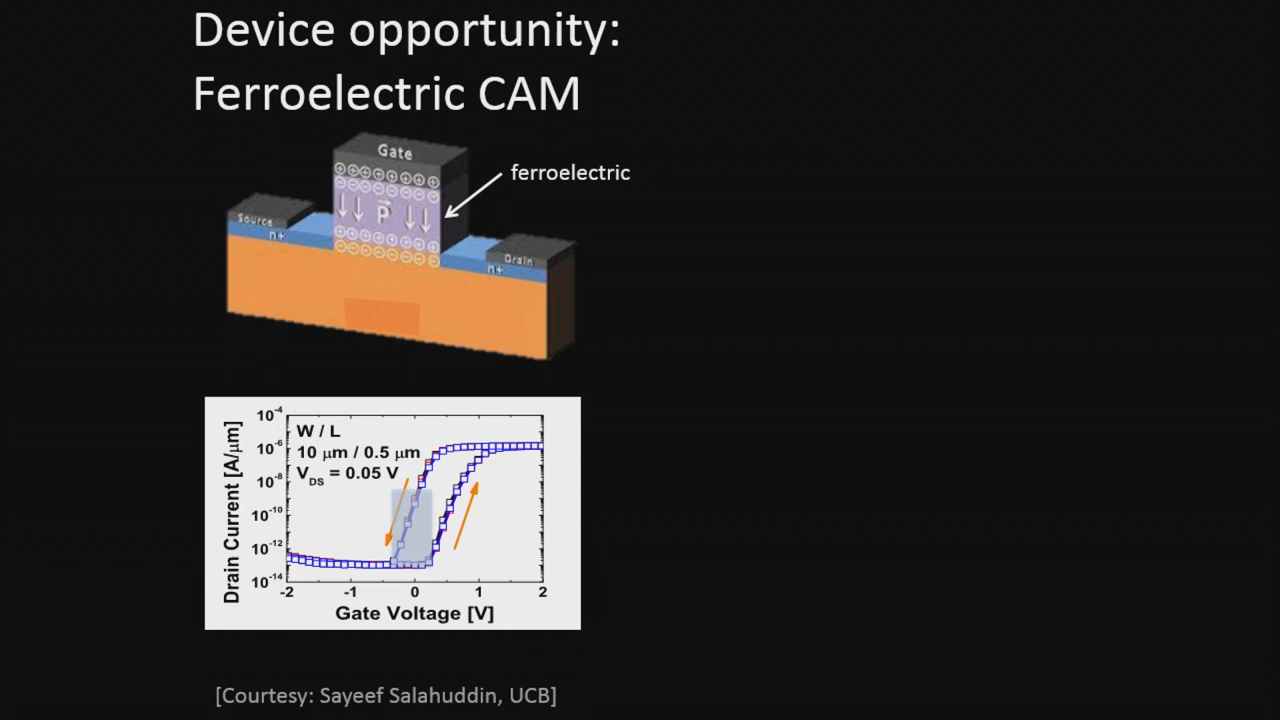 Device opportunity:
Ferroelectric CAM
Gate
ferroelectric
P
Source
n+
Drain
n+
Drain Current [A/μm]
10⁻⁴
10⁻⁶
10⁻⁸
10⁻¹⁰
10⁻¹²
10⁻¹⁴
W / L
10 μm / 0.5 μm
V_DS = 0.05 V
-2 -1 0 1 2
Gate Voltage [V]
[Courtesy: Sayeef Salahuddin, UCB]